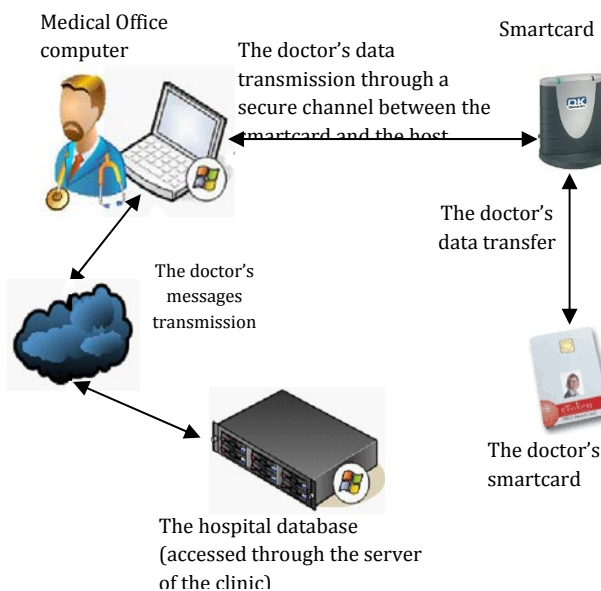 Medical Office
computer
The doctor's data
transmission through a
secure channel between the
smartcard and the host
Smartcard
The doctor's
data transfer
The doctor's
messages
transmission
eToken
The doctor's
smartcard
The hospital database
(accessed through the server
of the clinic)